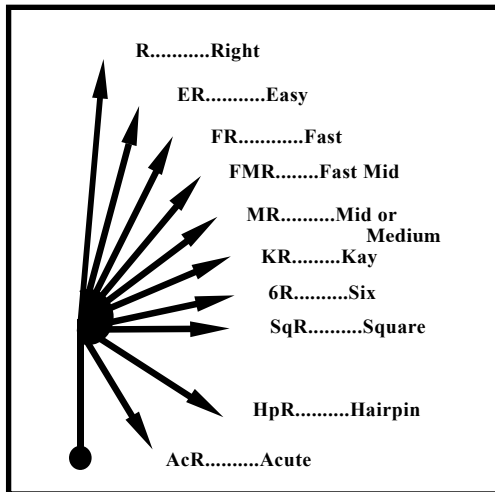 R...........Right
ER...........Easy
FR............Fast
FMR........Fast Mid
MR..........Mid or
Medium
KR.........Kay
6R..........Six
SqR..........Square
HpR..........Hairpin
AcR..........Acute